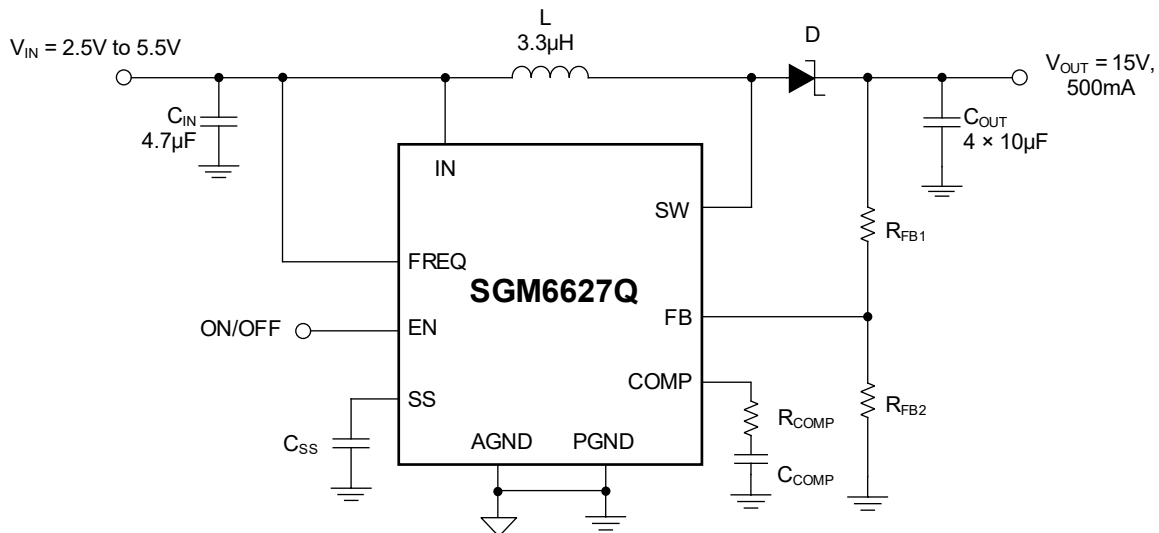 L
3.3µH
D
V_IN = 2.5V to 5.5V
V_OUT = 15V,
500mA
C_IN
4.7µF
C_OUT
4 × 10µF
IN
SW
R_FB1
FREQ
SGM6627Q
FB
ON/OFF
EN
COMP
SS
R_COMP
R_FB2
C_SS
AGND
PGND
C_COMP